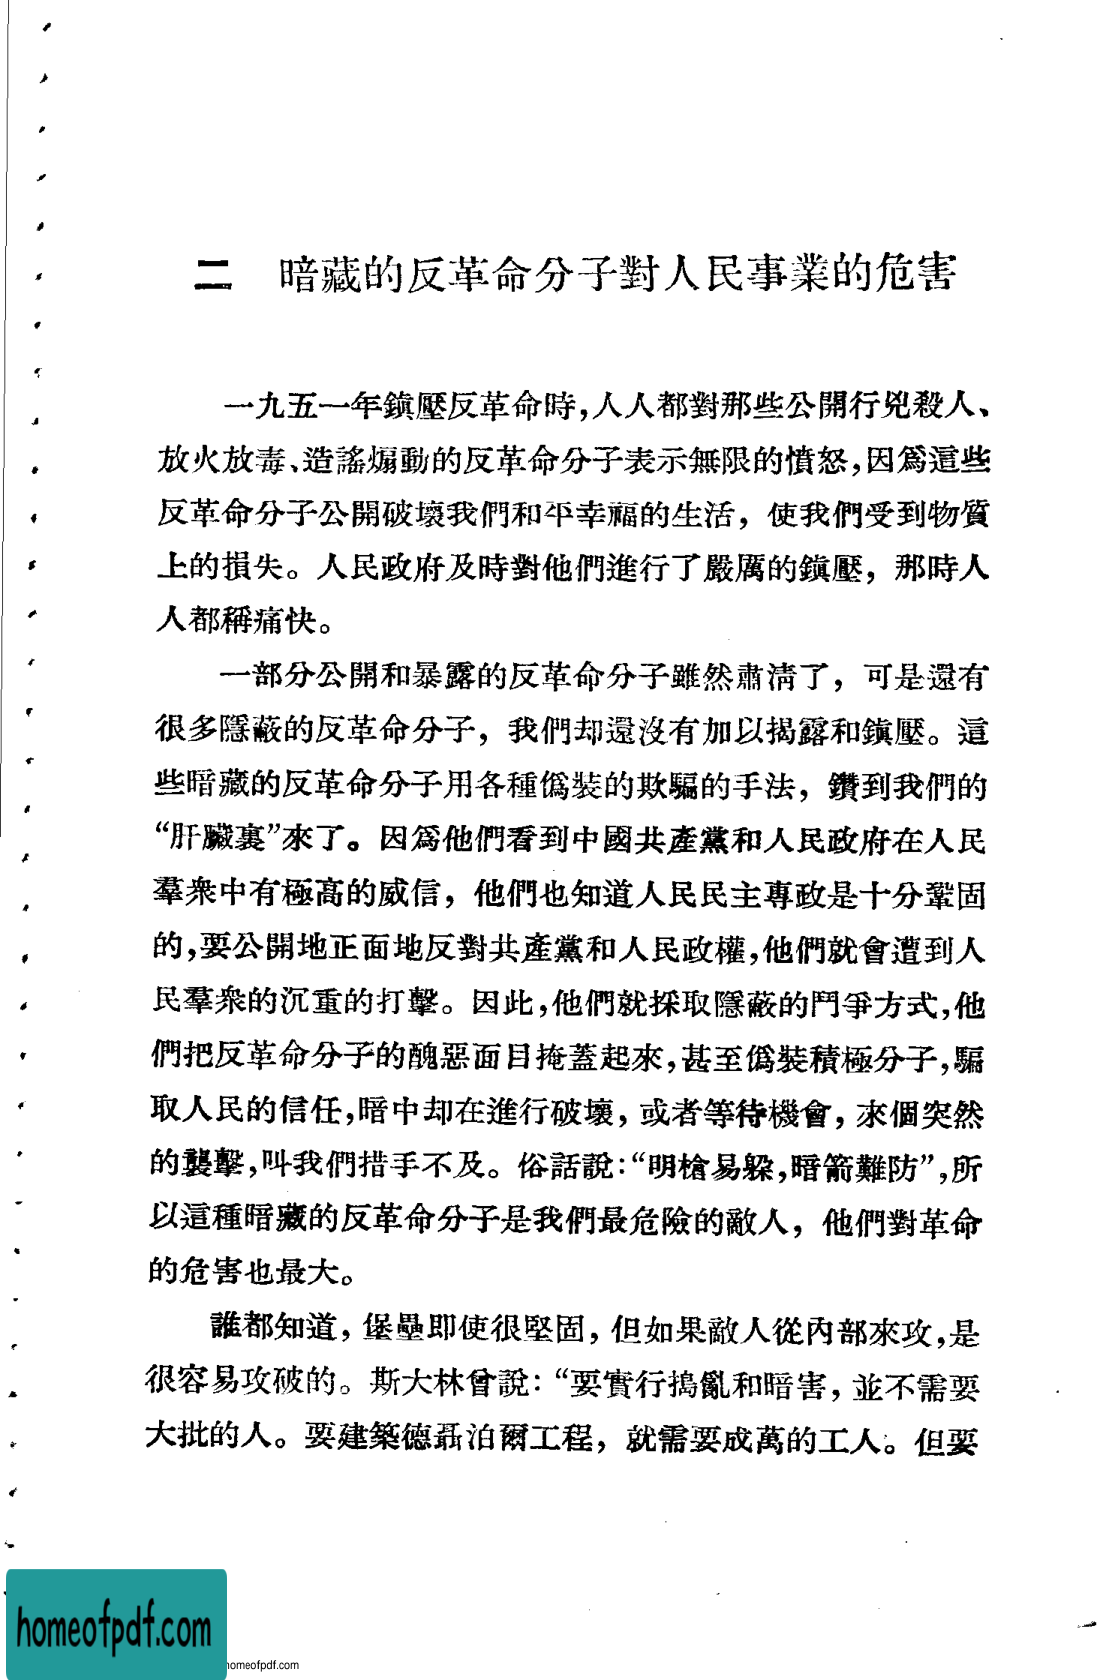 二　暗藏的反革命分子對人民事業的危害
一九五一年鎮壓反革命時，人人都對那些公開行兇殺人、
放火放毒、造謠煽動的反革命分子表示無限的憤怒，因爲這些
反革命分子公開破壞我們和平幸福的生活，使我們受到物質
上的損失。人民政府及時對他們進行了嚴厲的鎮壓，那時人
人都稱痛快。
一部分公開和暴露的反革命分子雖然肅清了，可是還有
很多隱蔽的反革命分子，我們却還沒有加以揭露和鎮壓。這
些暗藏的反革命分子用各種僞裝的欺騙的手法，鑽到我們的
“肝臟裏”來了。因爲他們看到中國共產黨和人民政府在人民
羣衆中有極高的威信，他們也知道人民民主專政是十分鞏固
的，要公開地正面地反對共產黨和人民政權，他們就會遭到人
民羣衆的沉重的打擊。因此，他們就採取隱蔽的鬥爭方式，他
們把反革命分子的醜惡面目掩蓋起來，甚至僞裝積極分子，騙
取人民的信任，暗中却在進行破壞，或者等待機會，來個突然
的襲擊，叫我們措手不及。俗話說：“明槍易躲，暗箭難防”，所
以這種暗藏的反革命分子是我們最危險的敵人，他們對革命
的危害也最大。
誰都知道，堡壘即使很堅固，但如果敵人從內部來攻，是
很容易攻破的。斯大林曾說：“要實行搗亂和暗害，並不需要
大批的人。要建築德聶泊爾工程，就需要成萬的工人。但要
homeofpdf.com
homeofpdf.com